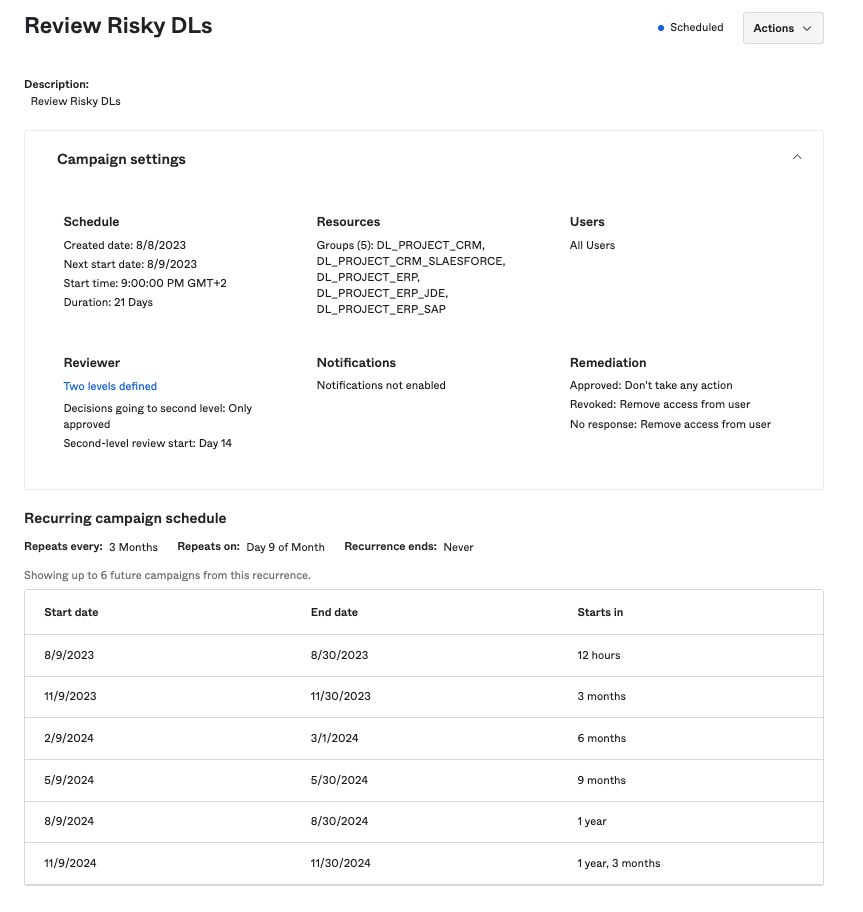 Review Risky DLs
Scheduled
Actions
Description:
Review Risky DLs
Campaign settings
Schedule
Created date: 8/8/2023
Next start date: 8/9/2023
Start time: 9:00:00 PM GMT+2
Duration: 21 Days
Resources
Groups (5): DL_PROJECT_CRM,
DL_PROJECT_CRM_SLAESFORCE,
DL_PROJECT_ERP,
DL_PROJECT_ERP_JDE,
DL_PROJECT_ERP_SAP
Users
All Users
Reviewer
Two levels defined
Decisions going to second level: Only
approved
Second-level review start: Day 14
Notifications
Notifications not enabled
Remediation
Approved: Don't take any action
Revoked: Remove access from user
No response: Remove access from user
Recurring campaign schedule
Repeats every: 3 Months Repeats on: Day 9 of Month Recurrence ends: Never
Showing up to 6 future campaigns from this recurrence.
Start date End date Starts in
8/9/2023 8/30/2023 12 hours
11/9/2023 11/30/2023 3 months
2/9/2024 3/1/2024 6 months
5/9/2024 5/30/2024 9 months
8/9/2024 8/30/2024 1 year
11/9/2024 11/30/2024 1 year, 3 months